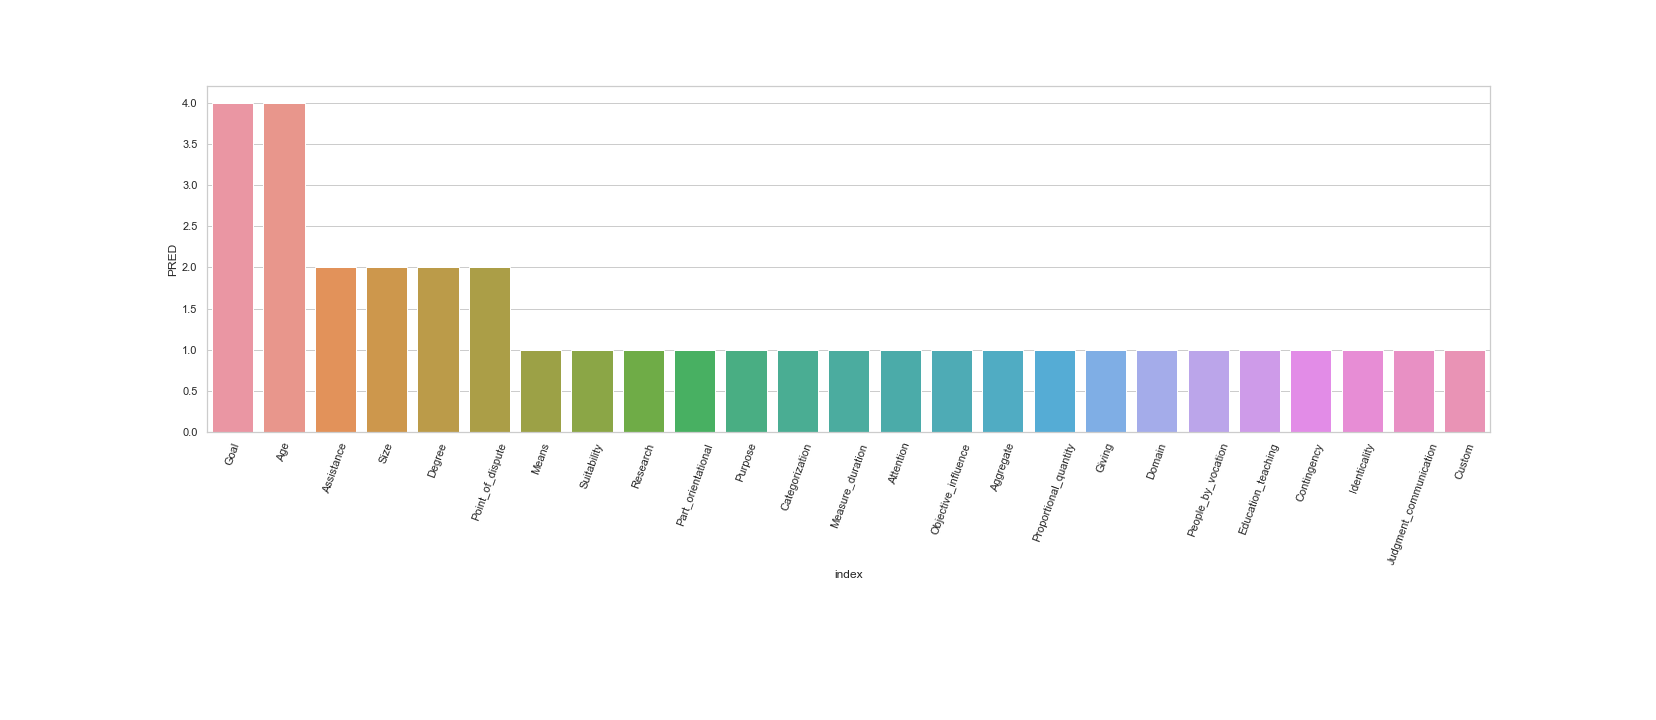 4.0
3.5
3.0
2.5
2.0
1.5
1.0
0.5
0.0
PRED
Goal
Age
Assistance
Size
Degree
Point_of_dispute
Means
Suitability
Research
Part_orientational
Purpose
Categorization
Measure_duration
Attention
Objective_influence
Aggregate
Proportional_quantity
Giving
Domain
People_by_vocation
Education_teaching
Contingency
Identicality
Judgment_communication
Custom
index